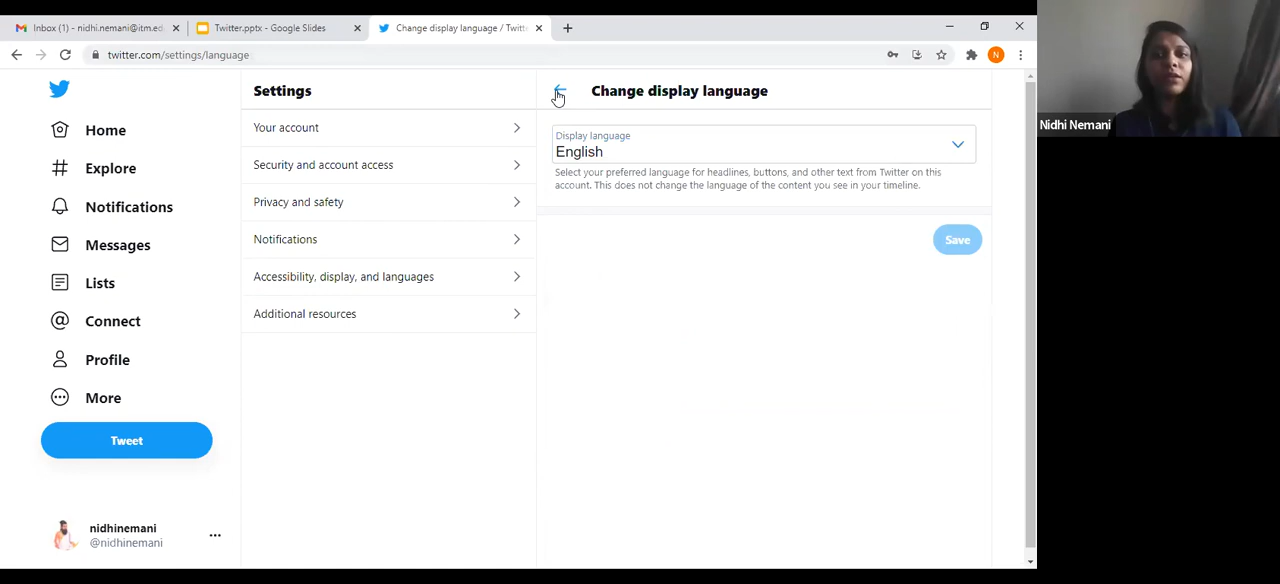 Inbox (1) - nidhi.nemani@itm.ed
Twitter.pptx - Google Slides
Change display language / Twitt
twitter.com/settings/language
N
Home
Explore
Notifications
Messages
Lists
Connect
Profile
More
Tweet
nidhinemani
@nidhinemani
Settings
Your account
Security and account access
Privacy and safety
Notifications
Accessibility, display, and languages
Additional resources
Change display language
Display language
English
Select your preferred language for headlines, buttons, and other text from Twitter on this
account. This does not change the language of the content you see in your timeline.
Save
Nidhi Nemani